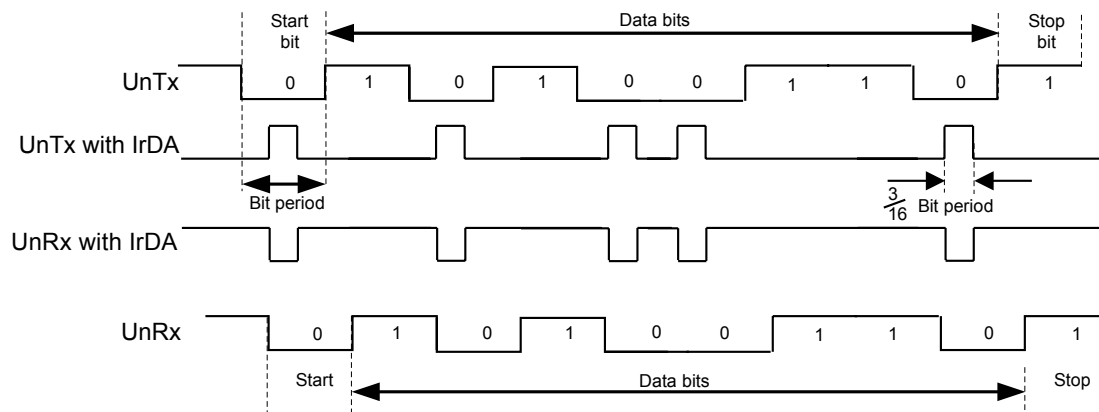 Start
bit
Data bits
Stop
bit
UnTx
0 1 0 1 0 0 1 1 0 1
UnTx with IrDA
Bit period
3/16 Bit period
UnRx with IrDA
UnRx
0 1 0 1 0 0 1 1 0 1
Start
Data bits
Stop